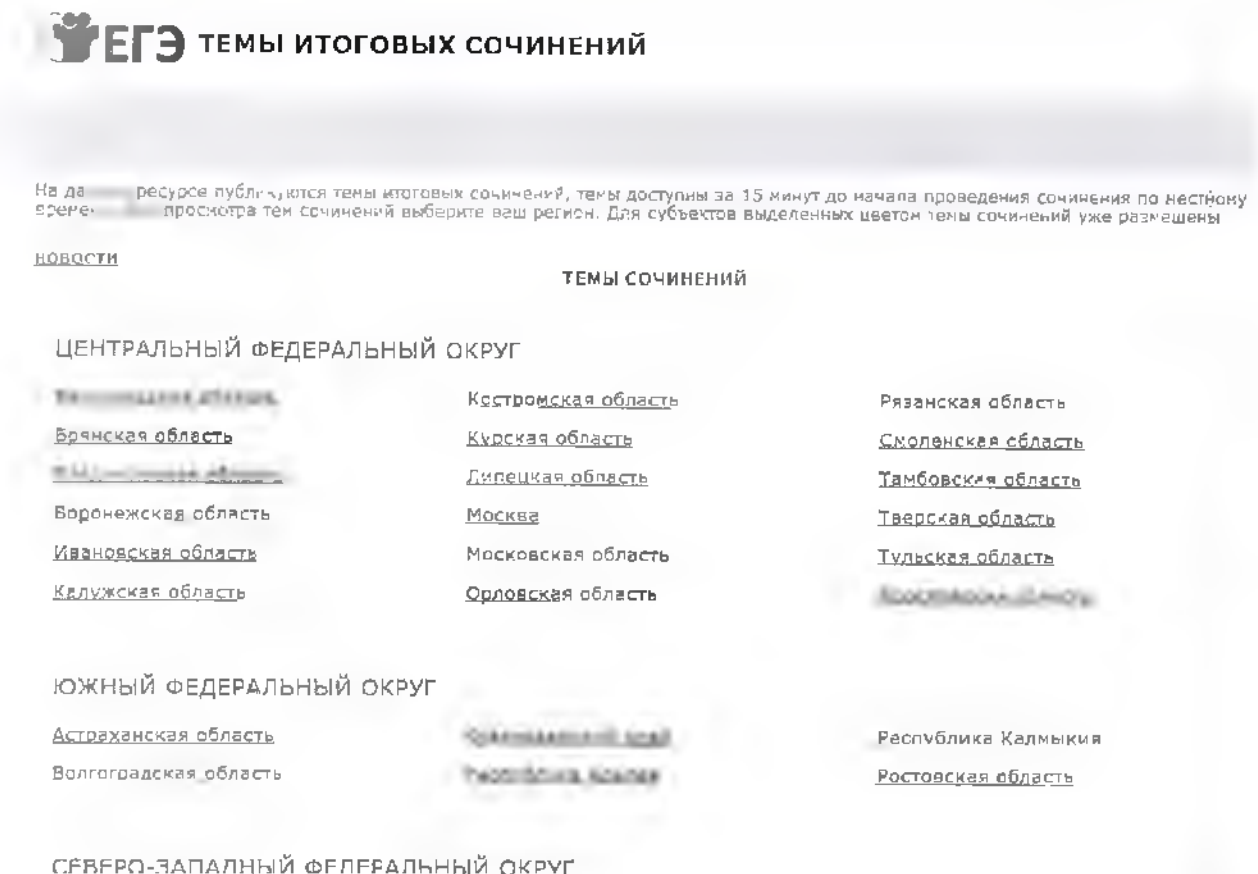 ЕГЭ ТЕМЫ ИТОГОВЫХ СОЧИНЕНИЙ
На ресурсе темы итоговых сочинений, темы доступны за 15 минут до начала проведения сочинения по местному
просмотра тем сочинений выберите ваш регион. Для субъектов выделенных цветом темы сочинений уже размещены
НОВОСТИ
ТЕМЫ СОЧИНЕНИЙ
ЦЕНТРАЛЬНЫЙ ФЕДЕРАЛЬНЫЙ ОКРУГ
Костромская область
Рязанская область
Брянская область
Курская область
Смоленская область
Липецкая область
Тамбовская область
Воронежская область
Москва
Тверская область
Ивановская область
Московская область
Тульская область
Калужская область
Орловская область
ЮЖНЫЙ ФЕДЕРАЛЬНЫЙ ОКРУГ
Астраханская область
Республика Калмыкия
Волгоградская область
Ростовская область
СЕВЕРО-ЗАПАДНЫЙ ФЕДЕРАЛЬНЫЙ ОКРУГ